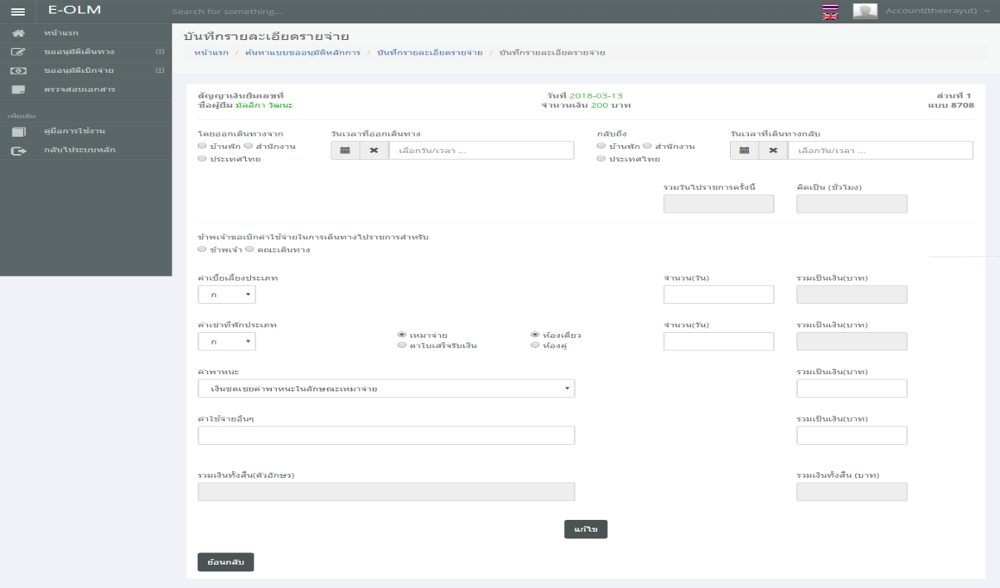 E-OLM
Search for something...
Account(theerayut)
หน้าแรก
ขออนุมัติเดินทาง
ขออนุมัติเบิกจ่าย
ตรวจสอบเอกสาร
เพิ่มเติม
คู่มือการใช้งาน
กลับไประบบหลัก
บันทึกรายละเอียดรายจ่าย
หน้าแรก / ค้นหาแบบขออนุมัติหลักการ / บันทึกรายละเอียดรายจ่าย / บันทึกรายละเอียดรายจ่าย
สัญญาเงินยืมเลขที่ วันที่ 2018-03-13 ส่วนที่ 1
ชื่อผู้ยืม มัลลิกา วัฒนะ จำนวนเงิน 200 บาท แบบ 8708
โดยออกเดินทางจาก วันเวลาที่ออกเดินทาง กลับถึง วันเวลาที่เดินทางกลับ
บ้านพัก สำนักงาน เลือกวัน/เวลา ... บ้านพัก สำนักงาน เลือกวัน/เวลา ...
ประเทศไทย ประเทศไทย
รวมวันไปราชการครั้งนี้ คิดเป็น (ชั่วโมง)
ข้าพเจ้าขอเบิกค่าใช้จ่ายในการเดินทางไปราชการสำหรับ
ข้าพเจ้า คณะเดินทาง
ค่าเบี้ยเลี้ยงประเภท จำนวน(วัน) รวมเป็นเงิน(บาท)
ก
ค่าเช่าที่พักประเภท จำนวน(วัน) รวมเป็นเงิน(บาท)
ก เหมาจ่าย ห้องเดี่ยว
ตาใบเสร็จรับเงิน ห้องคู่
ค่าพาหนะ รวมเป็นเงิน(บาท)
เงินชดเชยค่าพาหนะในลักษณะเหมาจ่าย
ค่าใช้จ่ายอื่นๆ รวมเป็นเงิน(บาท)
รวมเงินทั้งสิ้น(ตัวอักษร) รวมเงินทั้งสิ้น (บาท)
แก้ไข
ย้อนกลับ